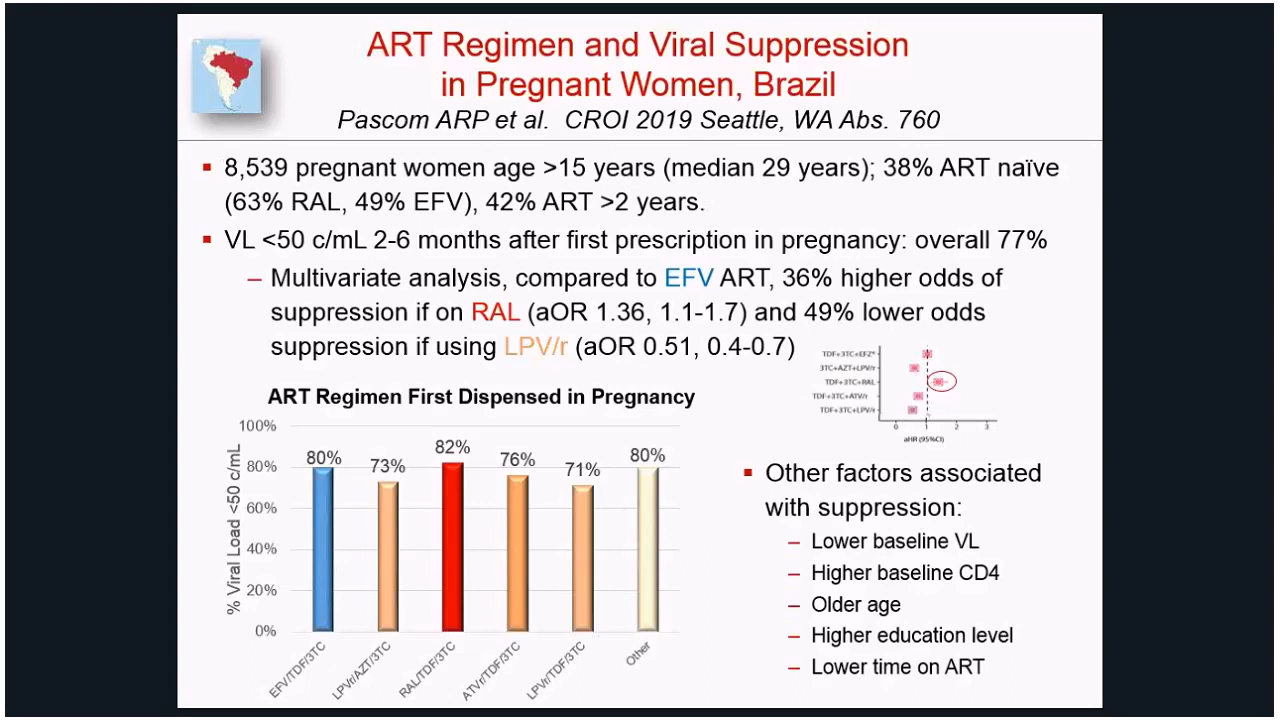 ART Regimen and Viral Suppression
in Pregnant Women, Brazil
Pascom ARP et al. CROI 2019 Seattle, WA Abs. 760
▪ 8,539 pregnant women age >15 years (median 29 years); 38% ART naïve
(63% RAL, 49% EFV), 42% ART >2 years.
▪ VL <50 c/mL 2-6 months after first prescription in pregnancy: overall 77%
– Multivariate analysis, compared to EFV ART, 36% higher odds of
suppression if on RAL (aOR 1.36, 1.1-1.7) and 49% lower odds
suppression if using LPV/r (aOR 0.51, 0.4-0.7)
TDF+3TC+EFZ*
3TC+AZT+LPV/r
TDF+3TC+RAL
TDF+3TC+ATV/r
TDF+3TC+LPV/r
0 1 2 3
aHR (95%CI)
ART Regimen First Dispensed in Pregnancy
% Viral Load <50 c/mL
100%
80%
60%
40%
20%
0%
80% 73% 82% 76% 71% 80%
EFV/TDF/3TC
LPVr/AZT/3TC
RAL/TDF/3TC
ATVr/TDF/3TC
LPVr/TDF/3TC
Other
▪ Other factors associated
with suppression:
– Lower baseline VL
– Higher baseline CD4
– Older age
– Higher education level
– Lower time on ART